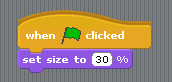 when clicked
set size to 30 %